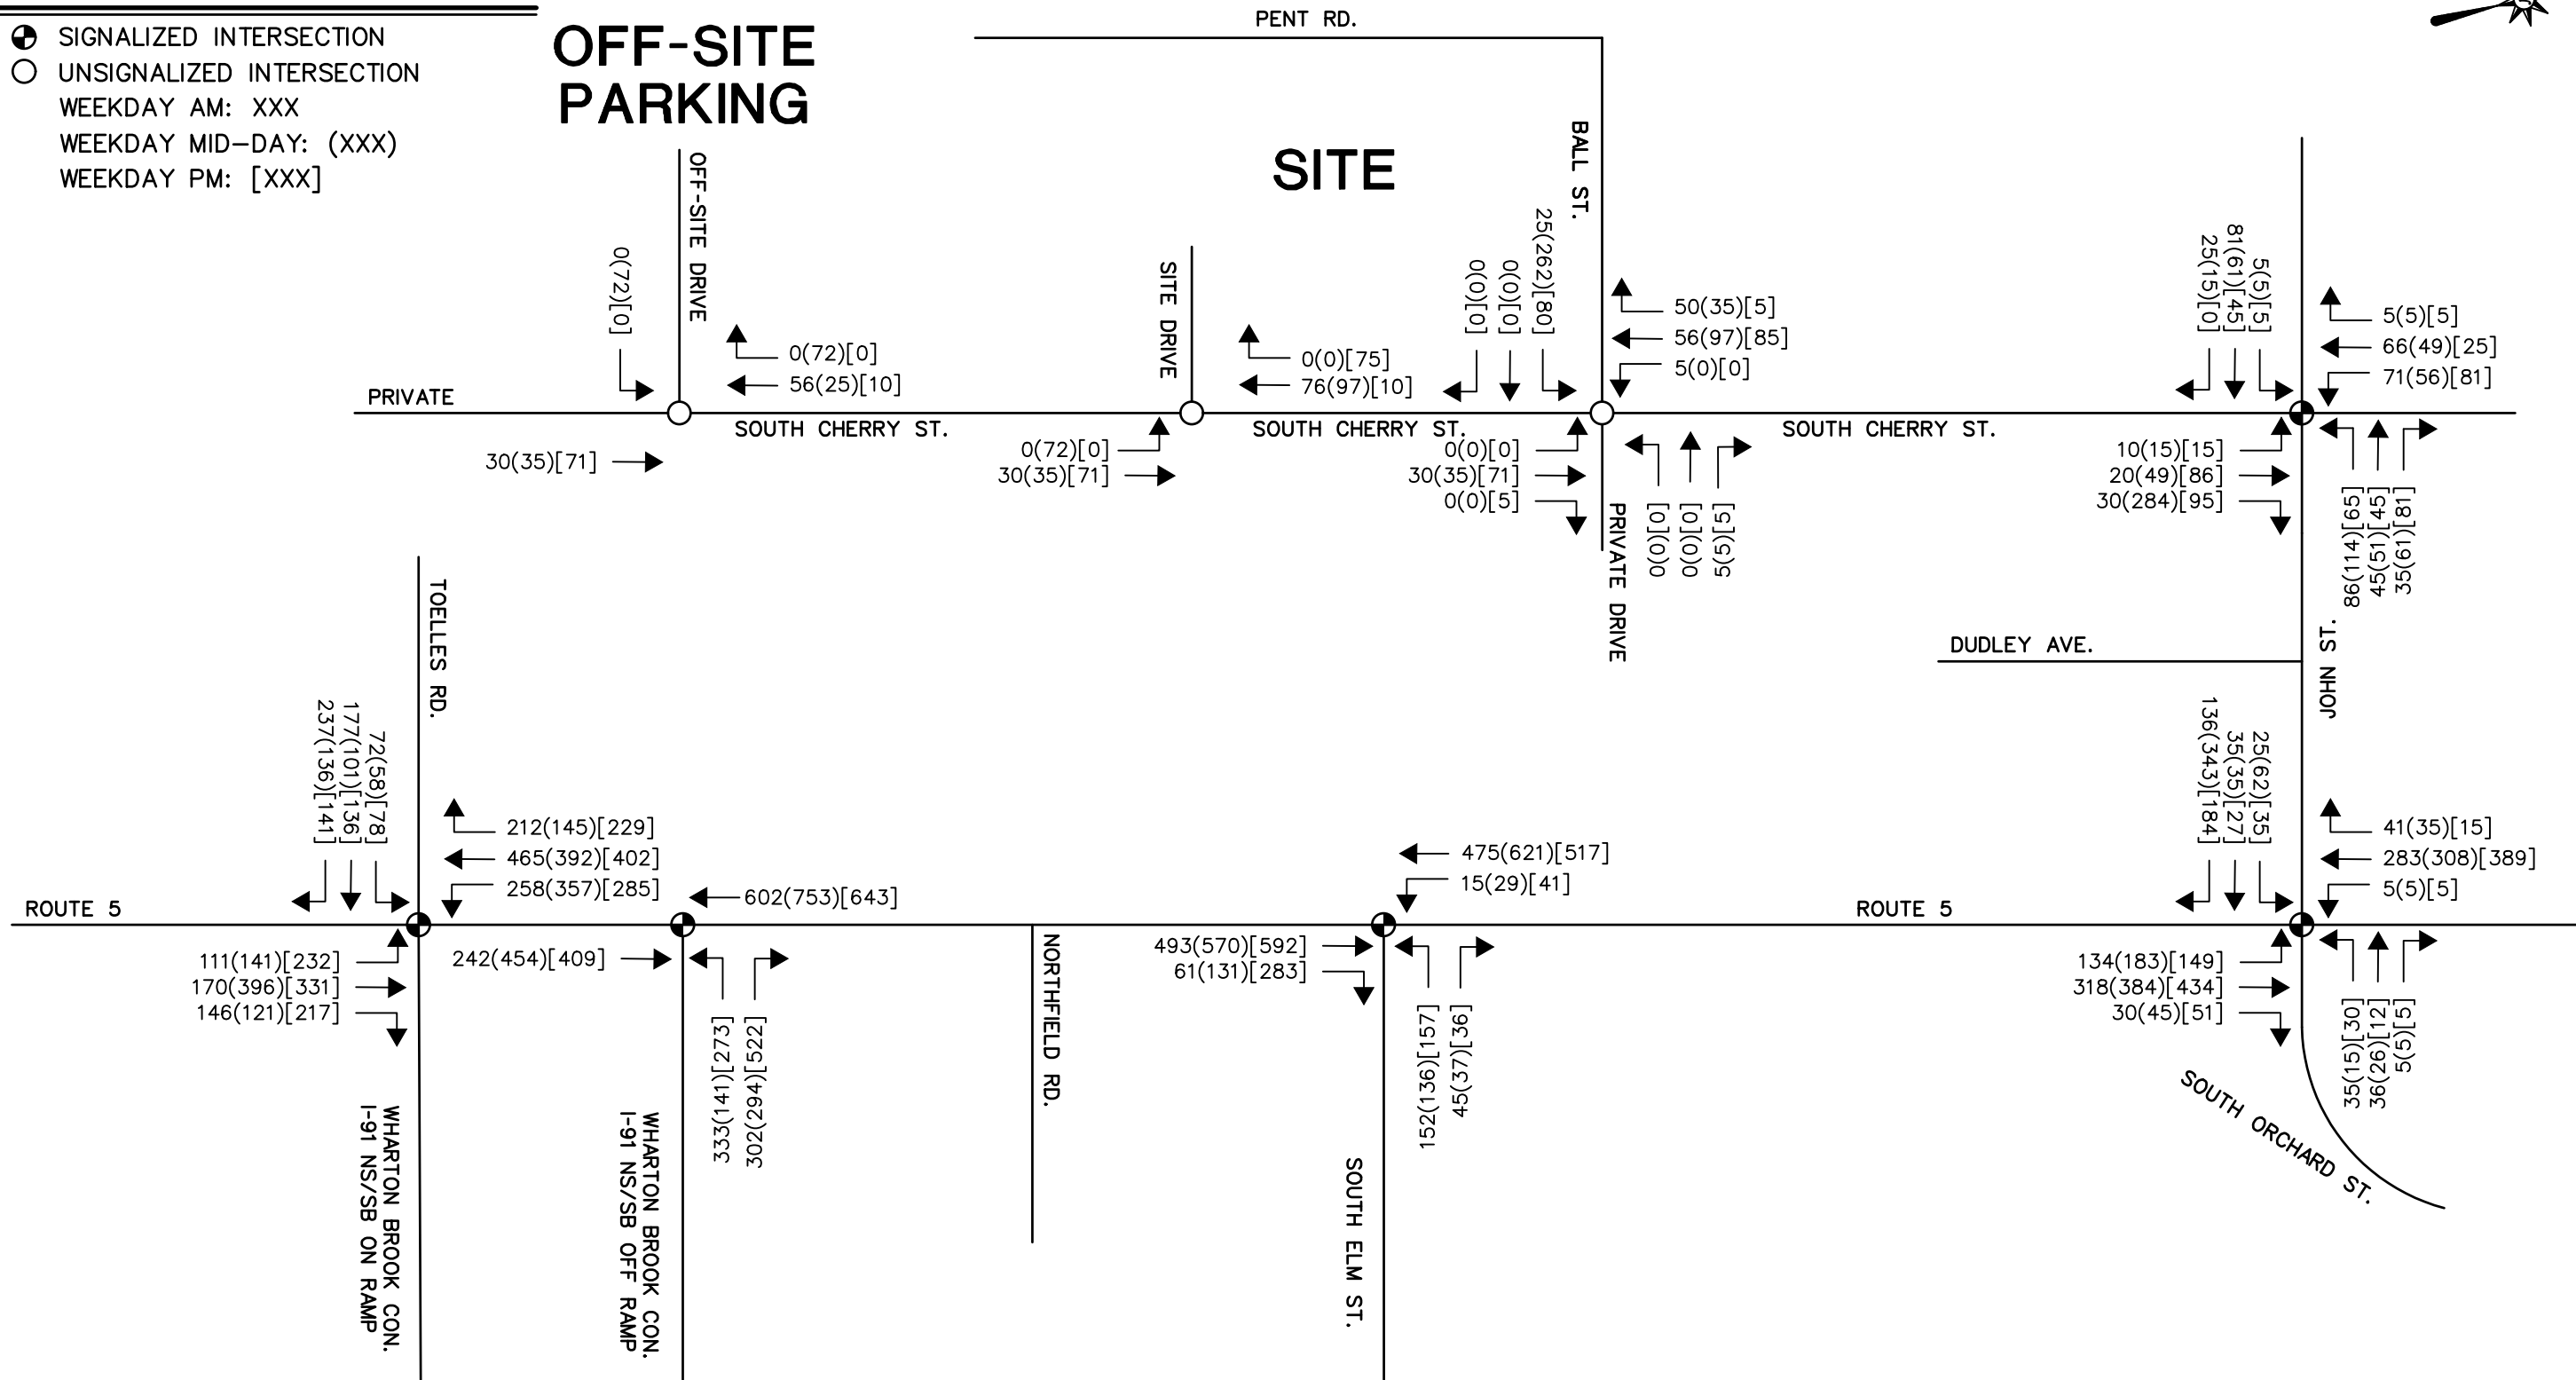 SIGNALIZED INTERSECTION
UNSIGNALIZED INTERSECTION
WEEKDAY AM: XXX
WEEKDAY MID-DAY: (XXX)
WEEKDAY PM: [XXX]
OFF-SITE
PARKING
PENT RD.
SITE
BALL ST.
OFF-SITE DRIVE
0(72)[0]
0(72)[0]
56(25)[10]
PRIVATE
30(35)[71]
SOUTH CHERRY ST.
SITE DRIVE
0(0)[75]
76(97)[10]
0(72)[0]
30(35)[71]
SOUTH CHERRY ST.
0(0)[0]
0(0)[0]
25(262)[80]
50(35)[5]
56(97)[85]
5(0)[0]
0(0)[0]
30(35)[71]
0(0)[5]
PRIVATE DRIVE
0(0)[0]
0(0)[0]
5(5)[5]
SOUTH CHERRY ST.
25(15)[0]
81(61)[45]
5(5)[5]
5(5)[5]
66(49)[25]
71(56)[81]
10(15)[15]
20(49)[86]
30(284)[95]
86(114)[65]
45(51)[45]
35(61)[81]
JOHN ST.
DUDLEY AVE.
TOELLES RD.
237(136)[141]
177(101)[136]
72(58)[78]
212(145)[229]
465(392)[402]
258(357)[285]
ROUTE 5
111(141)[232]
170(396)[331]
146(121)[217]
WHARTON BROOK CON.
I-91 NS/SB ON RAMP
602(753)[643]
242(454)[409]
333(141)[273]
302(294)[522]
WHARTON BROOK CON.
I-91 NS/SB OFF RAMP
NORTHFIELD RD.
475(621)[517]
15(29)[41]
493(570)[592]
61(131)[283]
152(136)[157]
45(37)[36]
SOUTH ELM ST.
ROUTE 5
136(343)[184]
35(35)[27]
25(62)[35]
41(35)[15]
283(308)[389]
5(5)[5]
134(183)[149]
318(384)[434]
30(45)[51]
35(15)[30]
36(26)[12]
5(5)[5]
SOUTH ORCHARD ST.